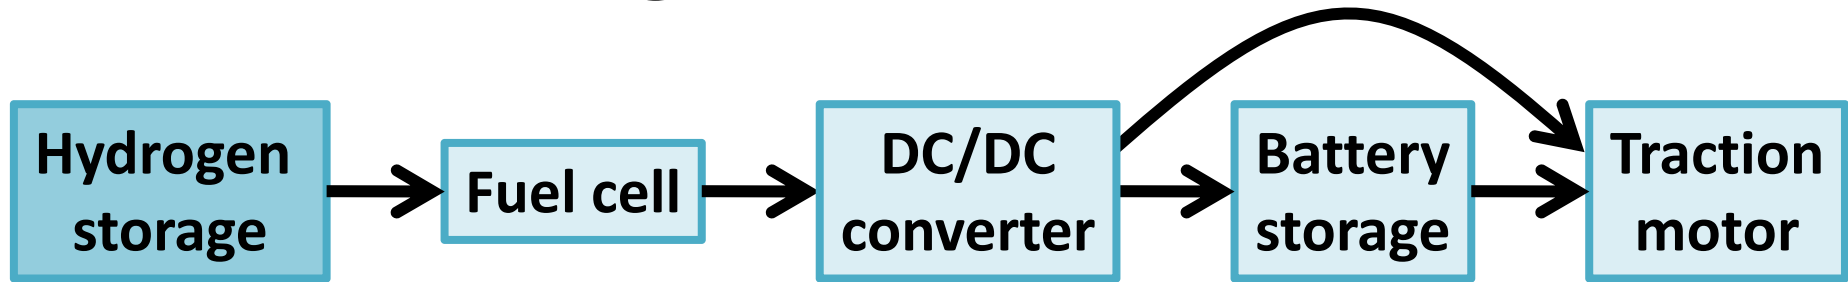 Hydrogen
storage
Fuel cell
DC/DC
converter
Battery
storage
Traction
motor